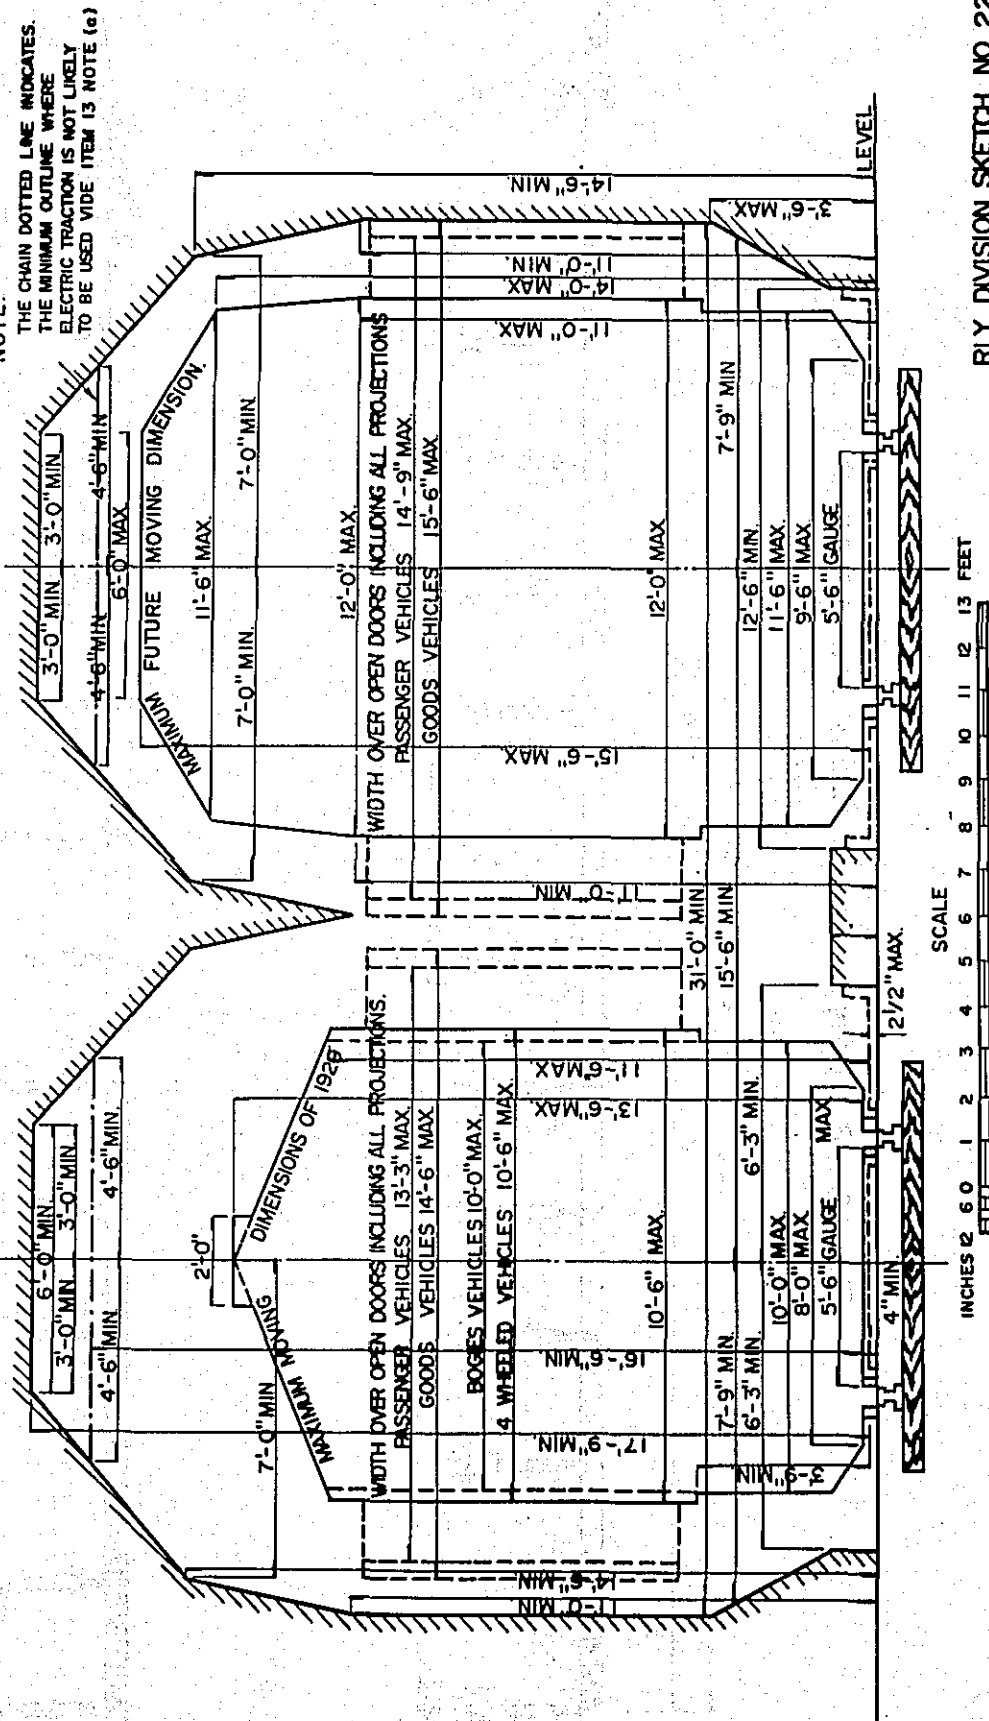 NOTE:
THE CHAIN DOTTED LINE INDICATES.
THE MINIMUM OUTLINE WHERE
ELECTRIC TRACTION IS NOT LIKELY
TO BE USED VIDE ITEM 13 NOTE (a)
6'-0" MIN.
3'-0" MIN 3'-0" MIN.
4'-6" MIN. 4'-6" MIN.
2'-0"
7'-0" MIN
MAXIMUM MOVING DIMENSIONS OF 1929
WIDTH OVER OPEN DOORS INCLUDING ALL PROJECTIONS.
PASSENGER VEHICLES 13'-3" MAX.
GOODS VEHICLES 14'-6" MAX.
BOGIES VEHICLES 10'-0" MAX.
4 WHEELED VEHICLES 10'-6" MAX.
11'-6" MAX.
13'-6" MAX.
10'-6" MAX.
16'-6" MIN.
17'-9" MIN.
3'-9" MIN.
14'-6" MIN
1'-0" MIN
7'-9" MIN.
6'-3" MIN. 6'-3" MIN.
10'-0" MAX.
8'-0" MAX.
MAX
5'-6" GAUGE
4" MIN
2 1/2" MAX.
31'-0" MIN
15'-6" MIN
3'-0" MIN. 3'-0" MIN.
4'-6" MIN. 4'-6" MIN
6'-0" MAX.
MAXIMUM FUTURE MOVING DIMENSION.
11'-6" MAX.
7'-0" MIN. 7'-0" MIN.
12'-0" MAX.
WIDTH OVER OPEN DOORS INCLUDING ALL PROJECTIONS
PASSENGER VEHICLES 14'-9" MAX.
GOODS VEHICLES 15'-6" MAX.
15'-6" MAX
11'-0" MIN.
12'-0" MAX
11'-0" MAX.
14'-0" MAX
11'-0" MIN.
14'-6" MIN.
3'-6" MAX
7'-9" MIN
12'-6" MIN.
11'-6" MAX.
9'-6" MAX
5'-6" GAUGE
LEVEL
SCALE
INCHES 12 6 0 1 2 3 4 5 6 7 8 9 10 11 12 13 FEET
RLY DIVISION SKETCH NO 22